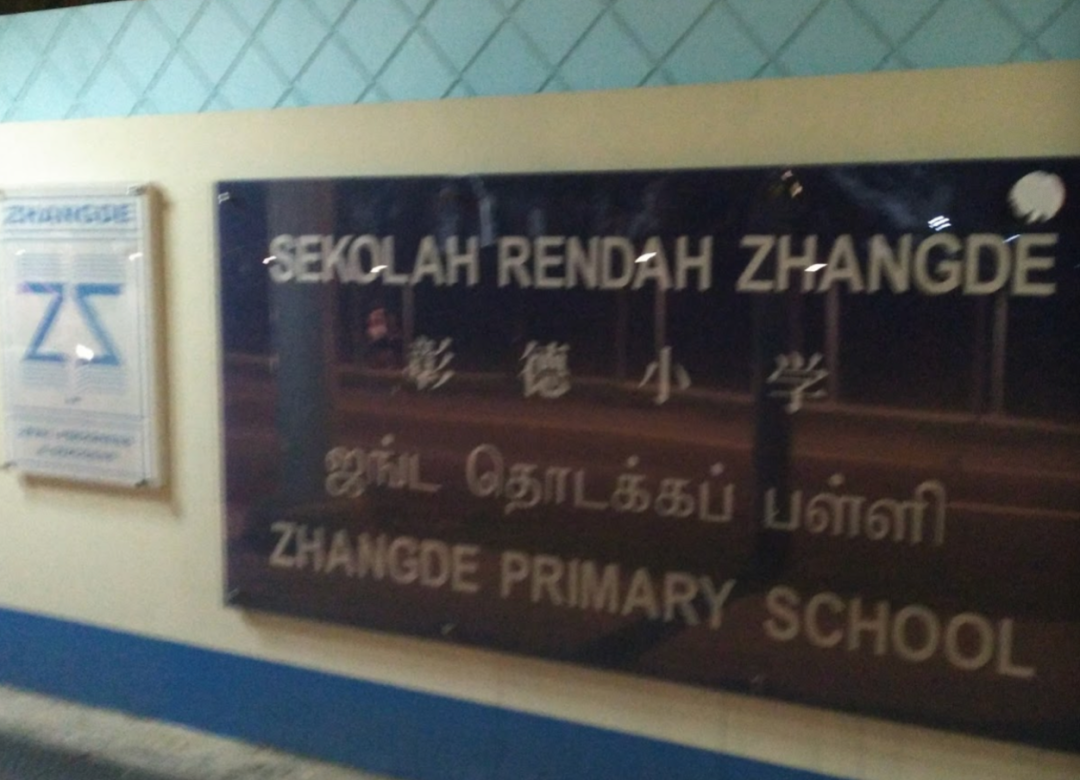 ZHANGDE
ZS
SEKOLAH RENDAH ZHANGDE
彰德小学
ஜங்ட தொடக்கப் பள்ளி
ZHANGDE PRIMARY SCHOOL